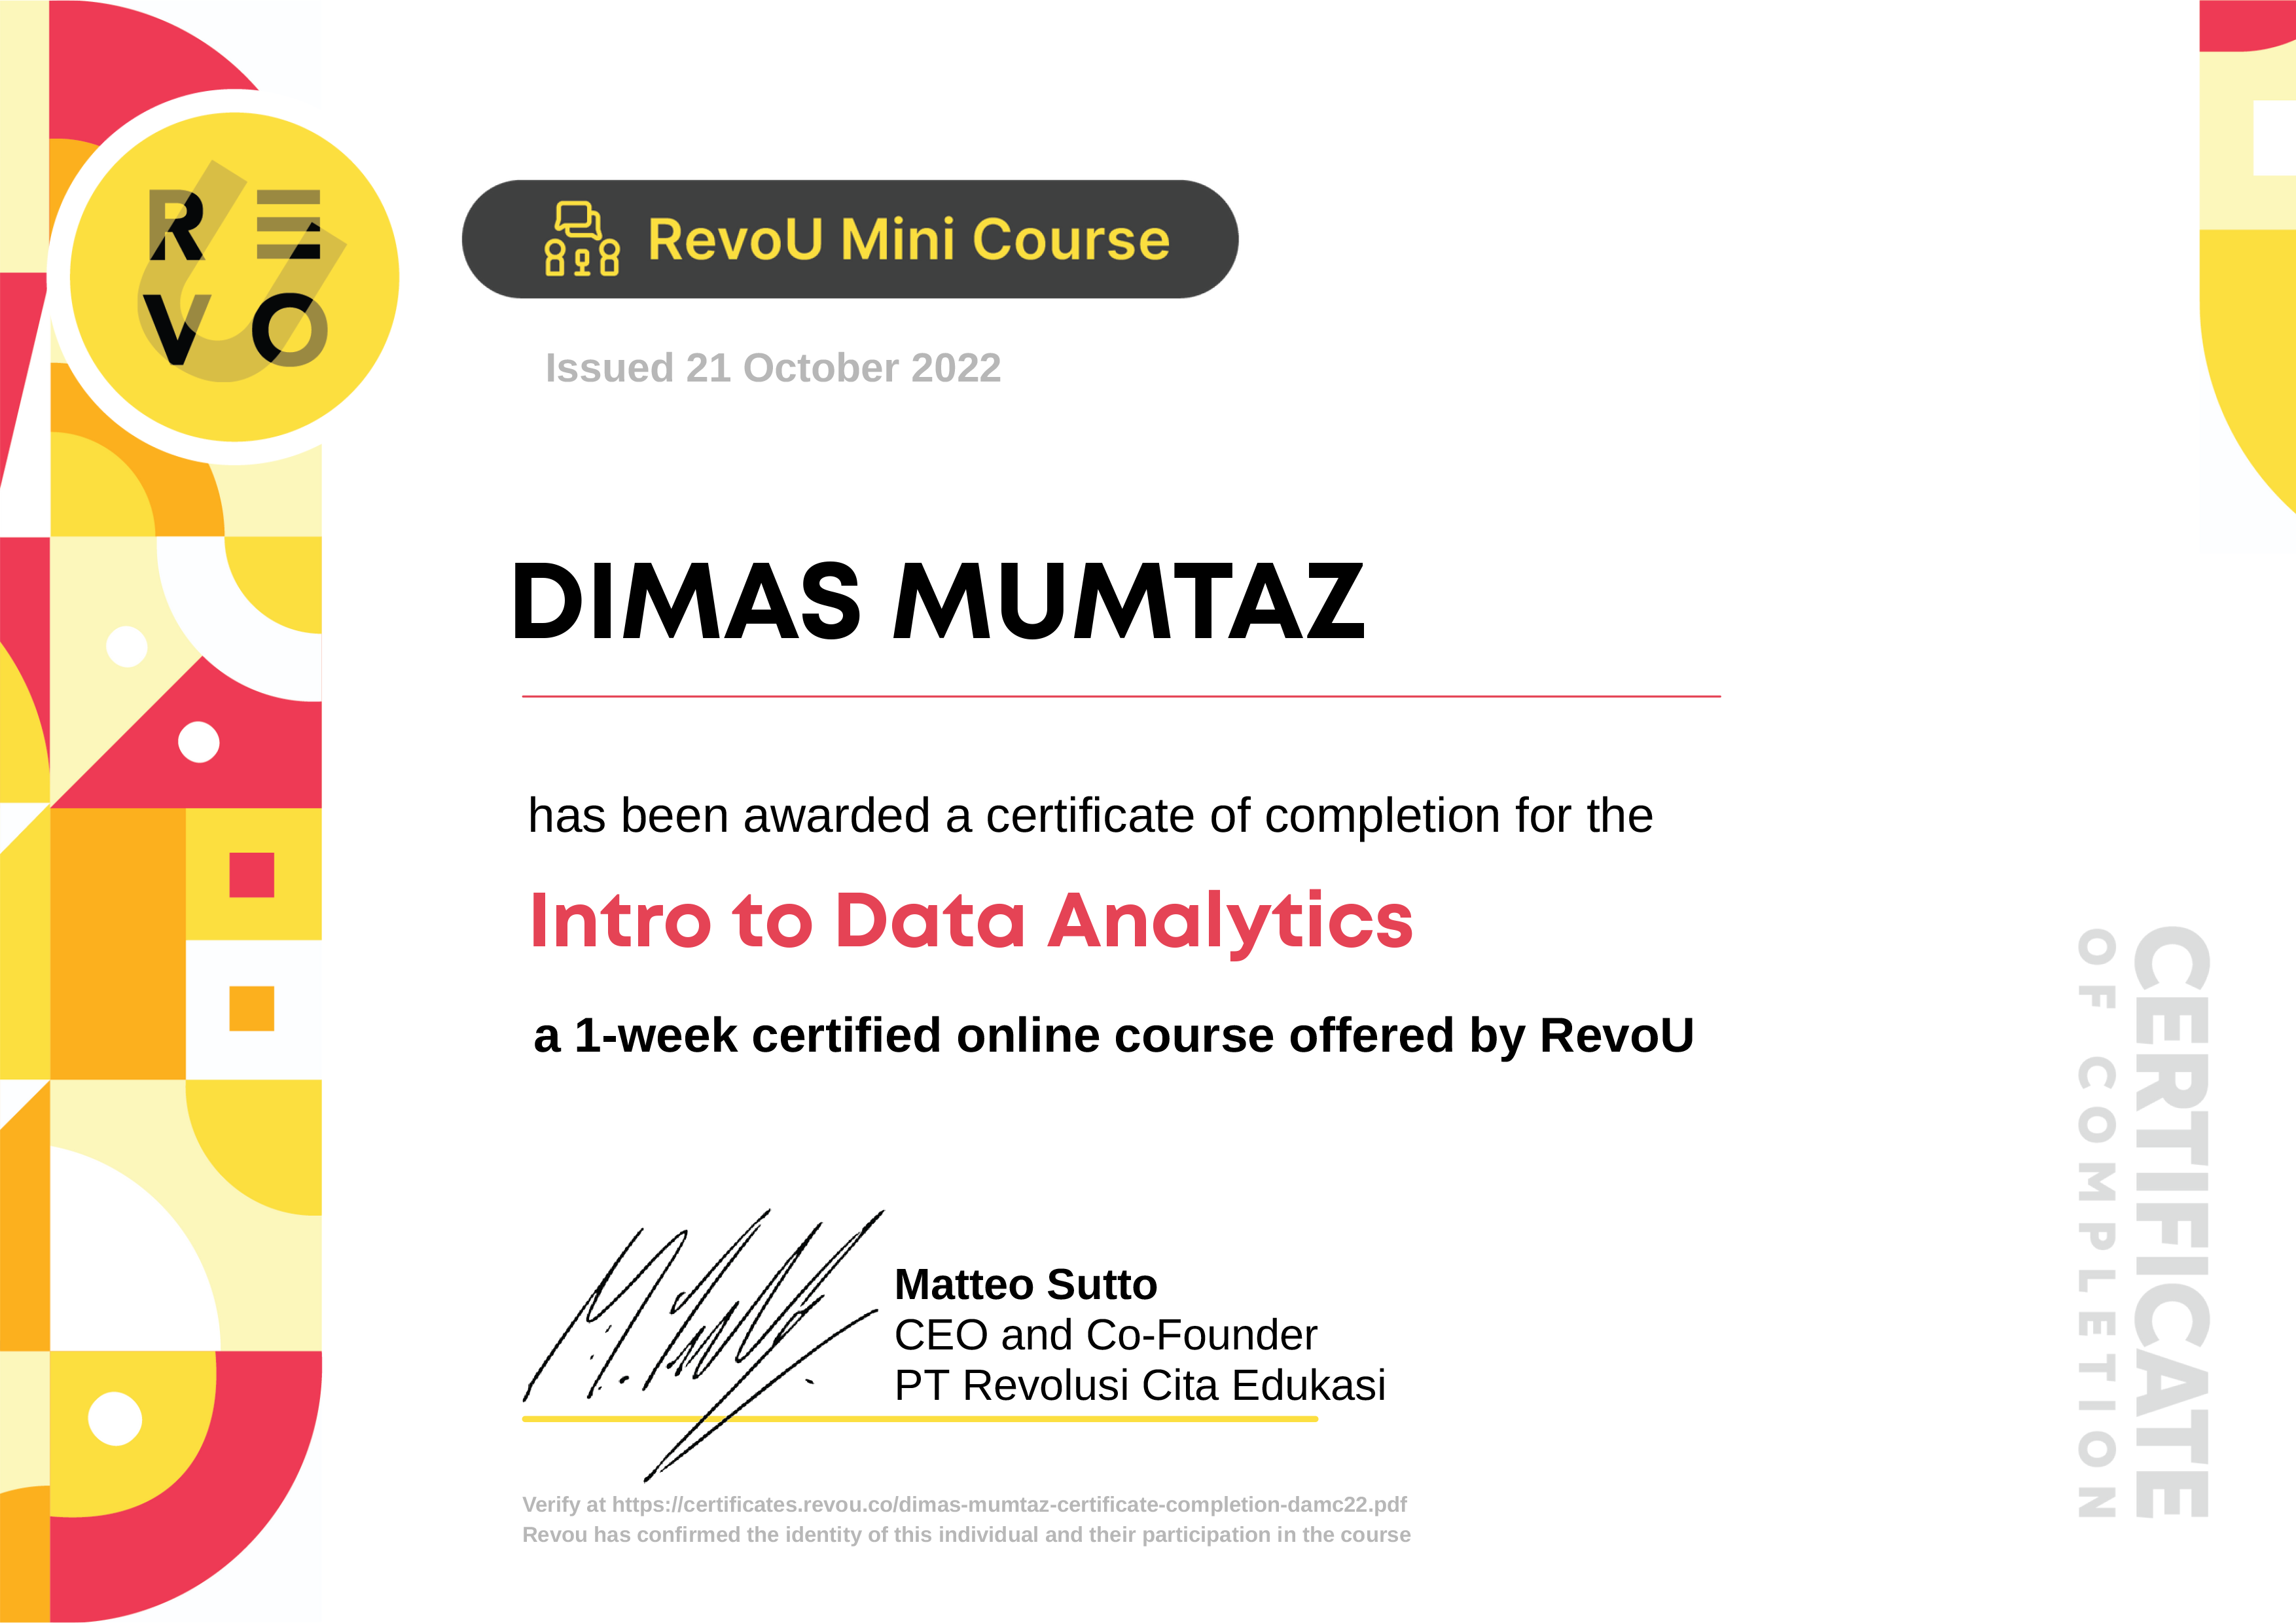 RE
VO
U
RevoU Mini Course
Issued 21 October 2022
DIMAS MUMTAZ
has been awarded a certificate of completion for the
Intro to Data Analytics
a 1-week certified online course offered by RevoU
Matteo Sutto
CEO and Co-Founder
PT Revolusi Cita Edukasi
Verify at https://certificates.revou.co/dimas-mumtaz-certificate-completion-damc22.pdf
Revou has confirmed the identity of this individual and their participation in the course
CERTIFICATE
OF COMPLETION